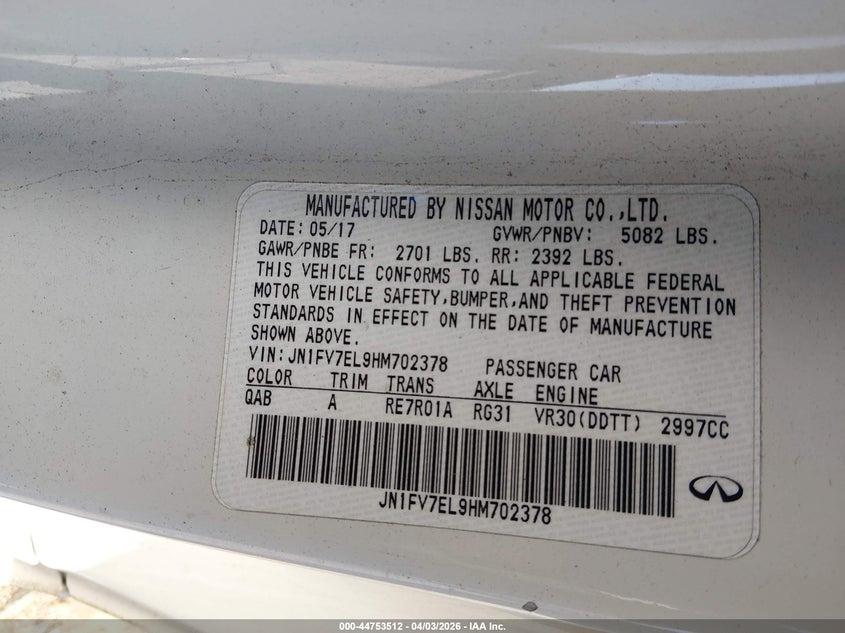 MANUFACTURED BY NISSAN MOTOR CO.,LTD.
DATE: 05/17 GVWR/PNBV: 5082 LBS.
GAWR/PNBE FR: 2701 LBS. RR: 2392 LBS.
THIS VEHICLE CONFORMS TO ALL APPLICABLE FEDERAL
MOTOR VEHICLE SAFETY,BUMPER,AND THEFT PREVENTION
STANDARDS IN EFFECT ON THE DATE OF MANUFACTURE
SHOWN ABOVE.
VIN: JN1FV7EL9HM702378 PASSENGER CAR
COLOR TRIM TRANS AXLE ENGINE
QAB A RE7R01A RG31 VR30(DDTT) 2997CC
JN1FV7EL9HM702378
000-44753512 - 04/03/2026 - IAA Inc.